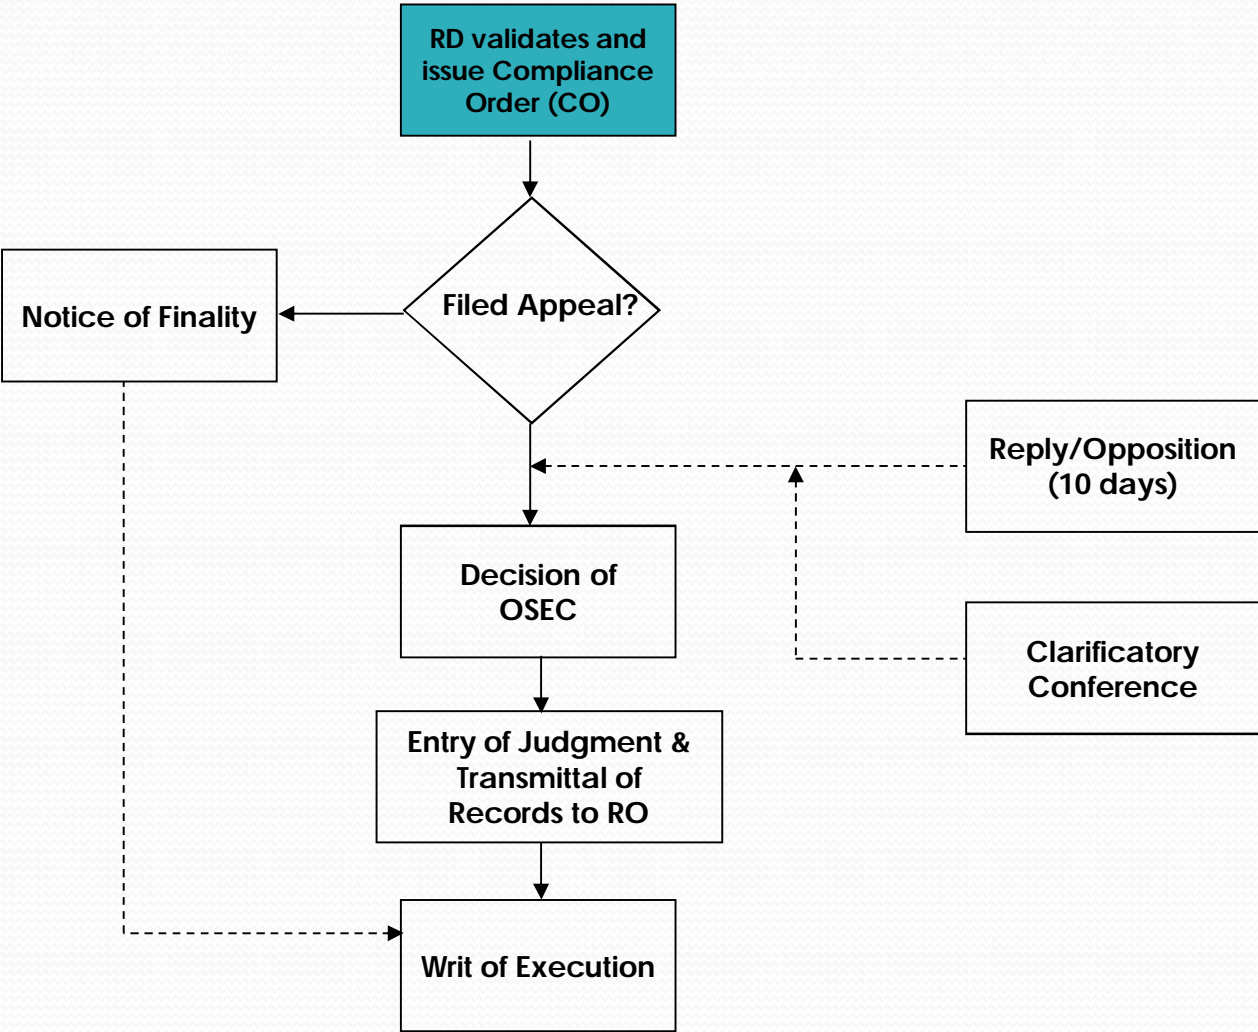 RD validates and
issue Compliance
Order (CO)
Filed Appeal?
Notice of Finality
Reply/Opposition
(10 days)
Decision of
OSEC
Clarificatory
Conference
Entry of Judgment &
Transmittal of
Records to RO
Writ of Execution